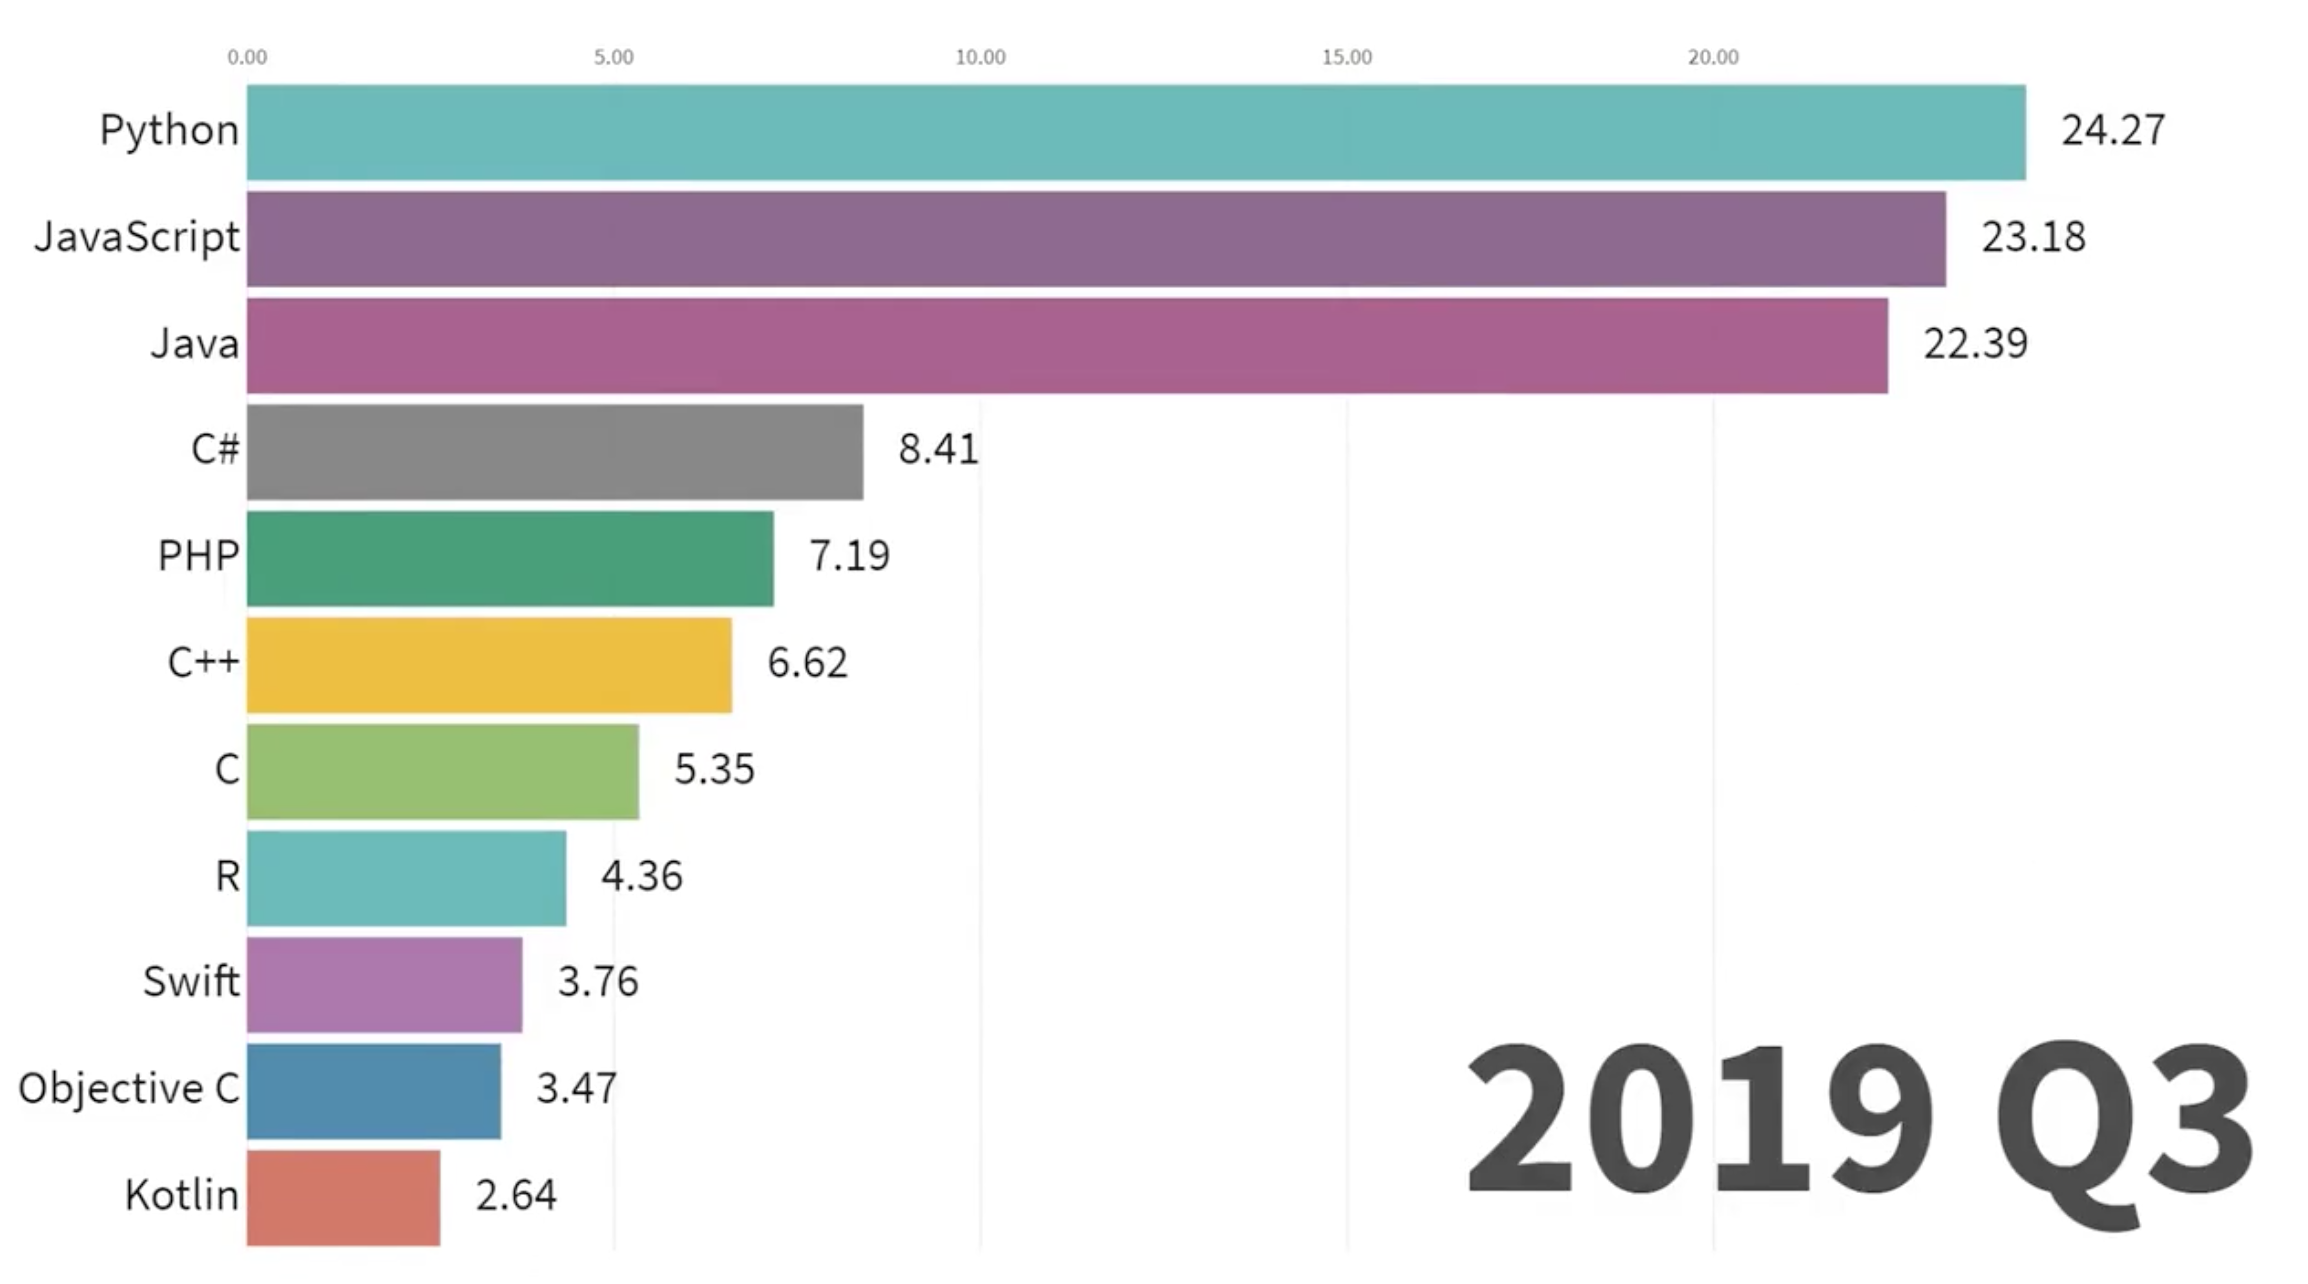 0.00 5.00 10.00 15.00 20.00
Python 24.27
JavaScript 23.18
Java 22.39
C# 8.41
PHP 7.19
C++ 6.62
C 5.35
R 4.36
Swift 3.76
Objective C 3.47
Kotlin 2.64
2019 Q3